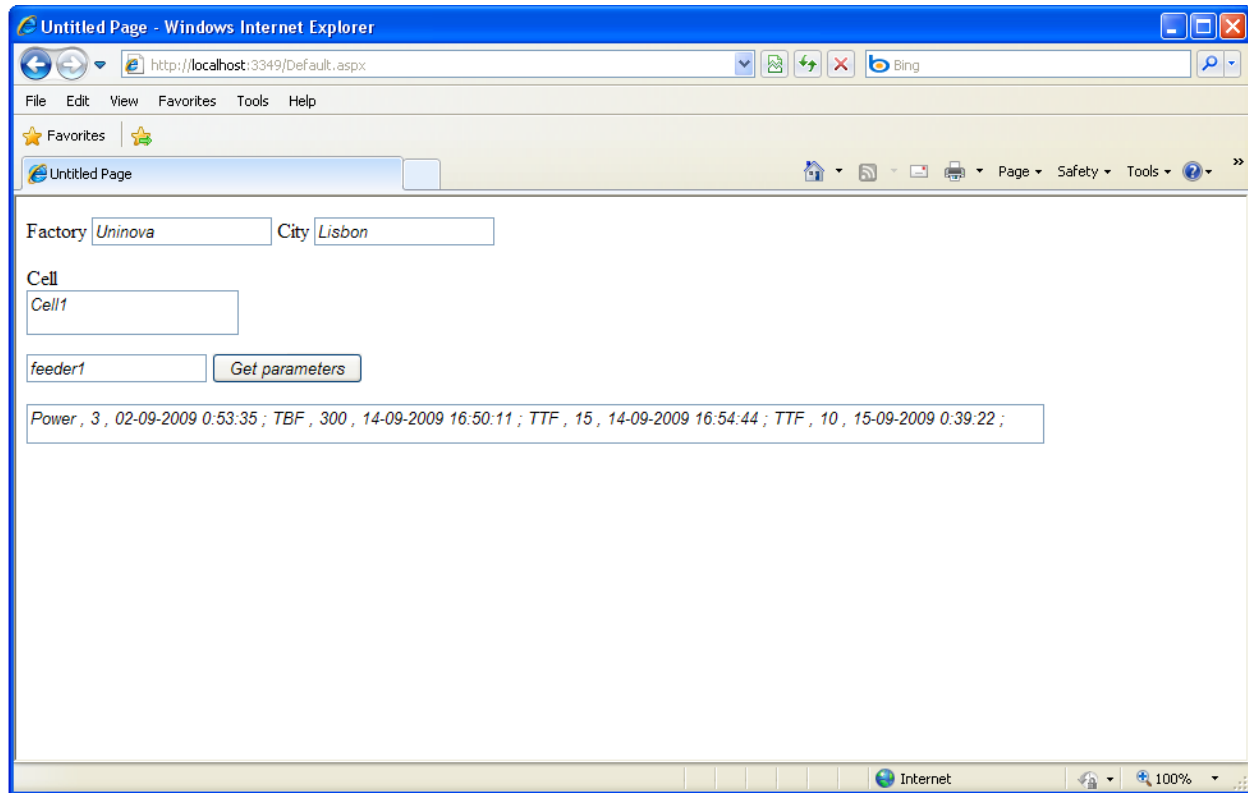 Untitled Page - Windows Internet Explorer
http://localhost:3349/Default.aspx
Bing
File Edit View Favorites Tools Help
Favorites
Untitled Page
Page Safety Tools »
Factory Uninova City Lisbon
Cell
Cell1
feeder1 Get parameters
Power , 3 , 02-09-2009 0:53:35 ; TBF , 300 , 14-09-2009 16:50:11 ; TTF , 15 , 14-09-2009 16:54:44 ; TTF , 10 , 15-09-2009 0:39:22 ;
Internet 100%